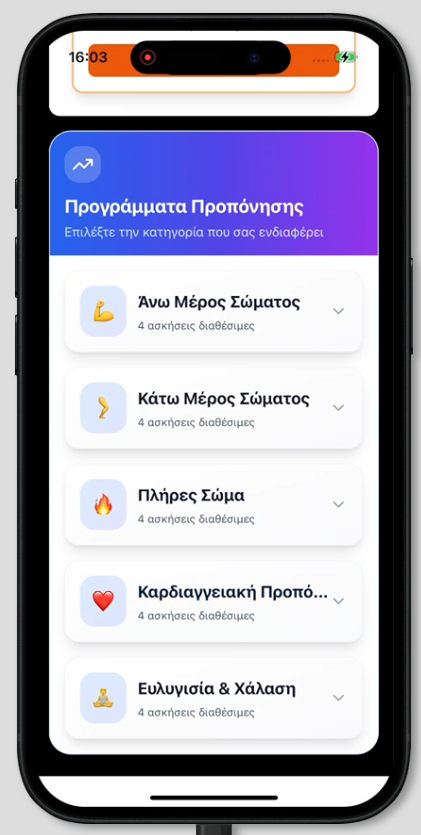 16:03
Προγράμματα Προπόνησης
Επιλέξτε την κατηγορία που σας ενδιαφέρει
Άνω Μέρος Σώματος
4 ασκήσεις διαθέσιμες
Κάτω Μέρος Σώματος
4 ασκήσεις διαθέσιμες
Πλήρες Σώμα
4 ασκήσεις διαθέσιμες
Καρδιαγγειακή Προπό...
4 ασκήσεις διαθέσιμες
Ευλυγισία & Χάλαση
4 ασκήσεις διαθέσιμες